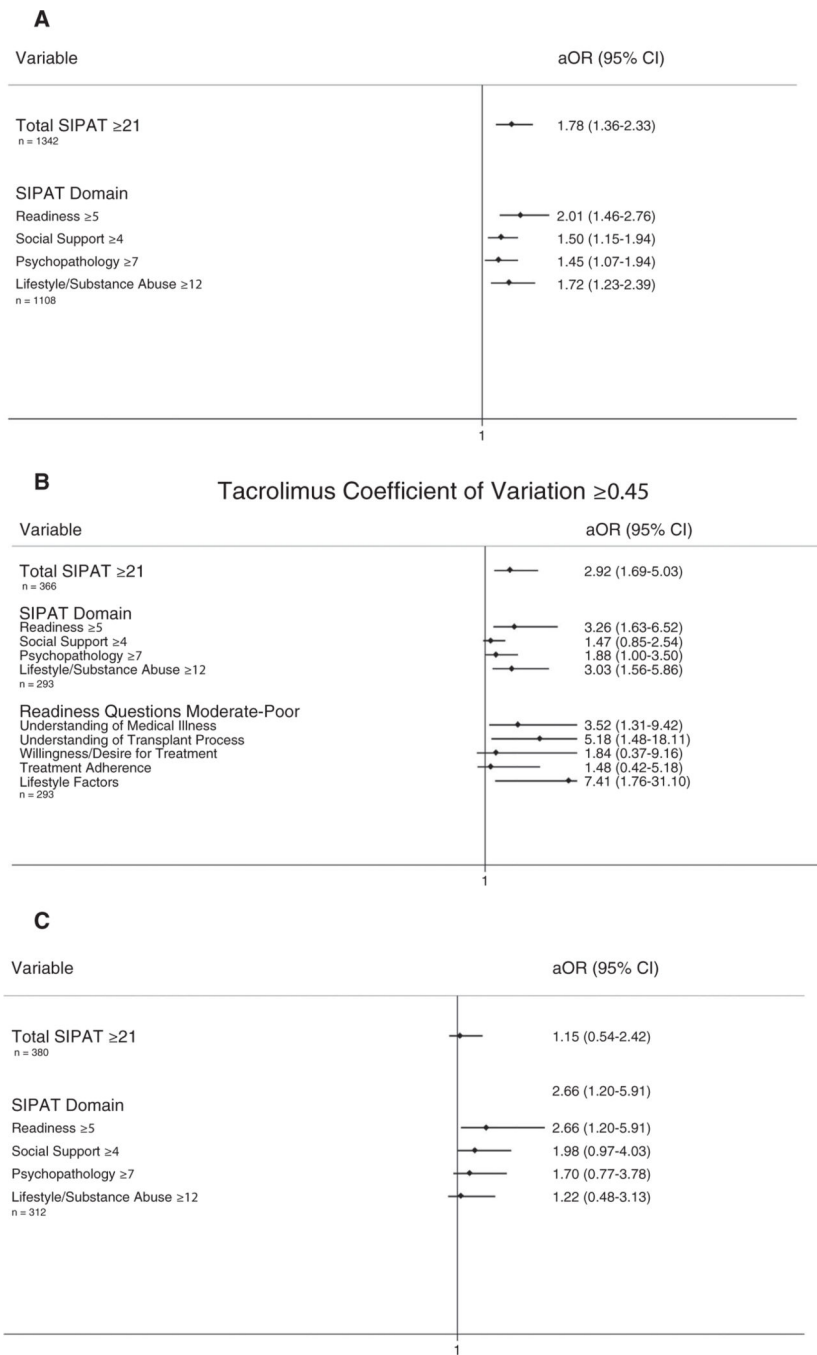 A
Variable aOR (95% CI)
Total SIPAT ≥21 1.78 (1.36-2.33)
n = 1342
SIPAT Domain
Readiness ≥5 2.01 (1.46-2.76)
Social Support ≥4 1.50 (1.15-1.94)
Psychopathology ≥7 1.45 (1.07-1.94)
Lifestyle/Substance Abuse ≥12 1.72 (1.23-2.39)
n = 1108
1
B
Tacrolimus Coefficient of Variation ≥0.45
Variable aOR (95% CI)
Total SIPAT ≥21 2.92 (1.69-5.03)
n = 366
SIPAT Domain
Readiness ≥5 3.26 (1.63-6.52)
Social Support ≥4 1.47 (0.85-2.54)
Psychopathology ≥7 1.88 (1.00-3.50)
Lifestyle/Substance Abuse ≥12 3.03 (1.56-5.86)
n = 293
Readiness Questions Moderate-Poor
Understanding of Medical Illness 3.52 (1.31-9.42)
Understanding of Transplant Process 5.18 (1.48-18.11)
Willingness/Desire for Treatment 1.84 (0.37-9.16)
Treatment Adherence 1.48 (0.42-5.18)
Lifestyle Factors 7.41 (1.76-31.10)
n = 293
1
C
Variable aOR (95% CI)
Total SIPAT ≥21 1.15 (0.54-2.42)
n = 380
2.66 (1.20-5.91)
SIPAT Domain
Readiness ≥5 2.66 (1.20-5.91)
Social Support ≥4 1.98 (0.97-4.03)
Psychopathology ≥7 1.70 (0.77-3.78)
Lifestyle/Substance Abuse ≥12 1.22 (0.48-3.13)
n = 312
1